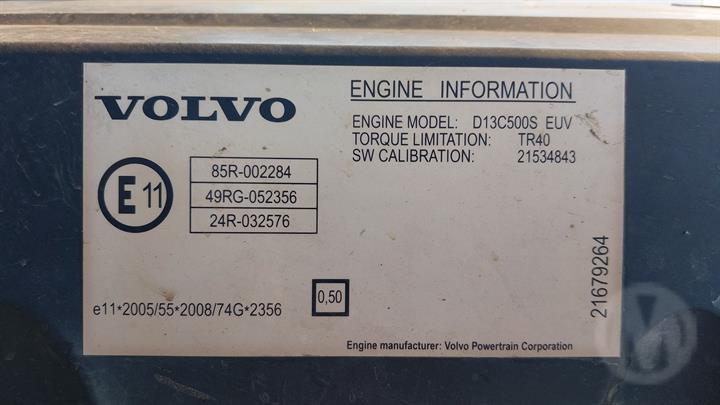 VOLVO
E 11
85R-002284
49RG-052356
24R-032576
e11*2005/55*2008/74G*2356
0,50
ENGINE INFORMATION
ENGINE MODEL: D13C500S EUV
TORQUE LIMITATION: TR40
SW CALIBRATION: 21534843
21679264
Engine manufacturer: Volvo Powertrain Corporation
M